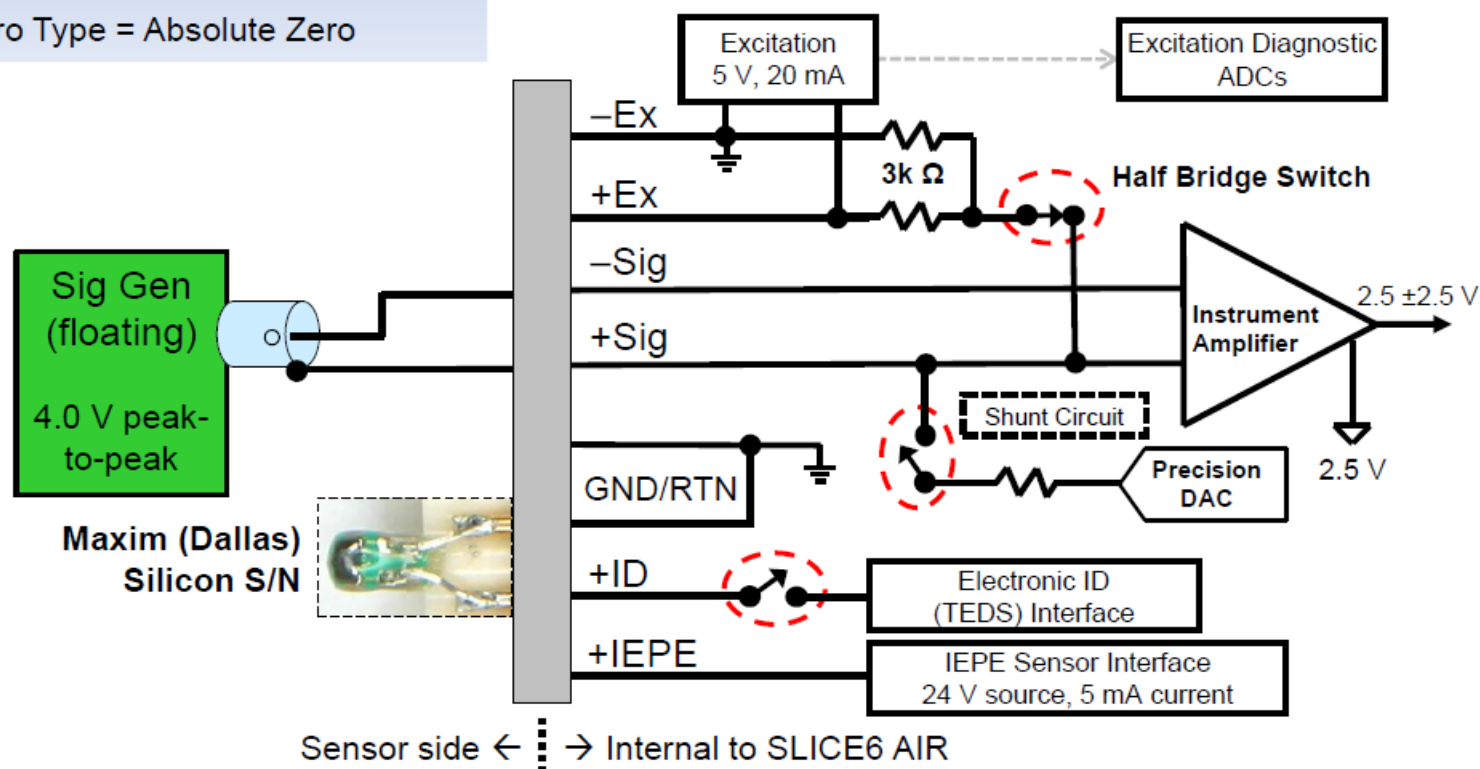 ro Type = Absolute Zero
Excitation
5 V, 20 mA
Excitation Diagnostic
ADCs
–Ex
3k Ω
+Ex
Half Bridge Switch
–Sig
Sig Gen
(floating)
4.0 V peak-
to-peak
2.5 ±2.5 V
Instrument
Amplifier
+Sig
Shunt Circuit
2.5 V
Precision
DAC
GND/RTN
Maxim (Dallas)
Silicon S/N
+ID
Electronic ID
(TEDS) Interface
+IEPE
IEPE Sensor Interface
24 V source, 5 mA current
Sensor side ← → Internal to SLICE6 AIR